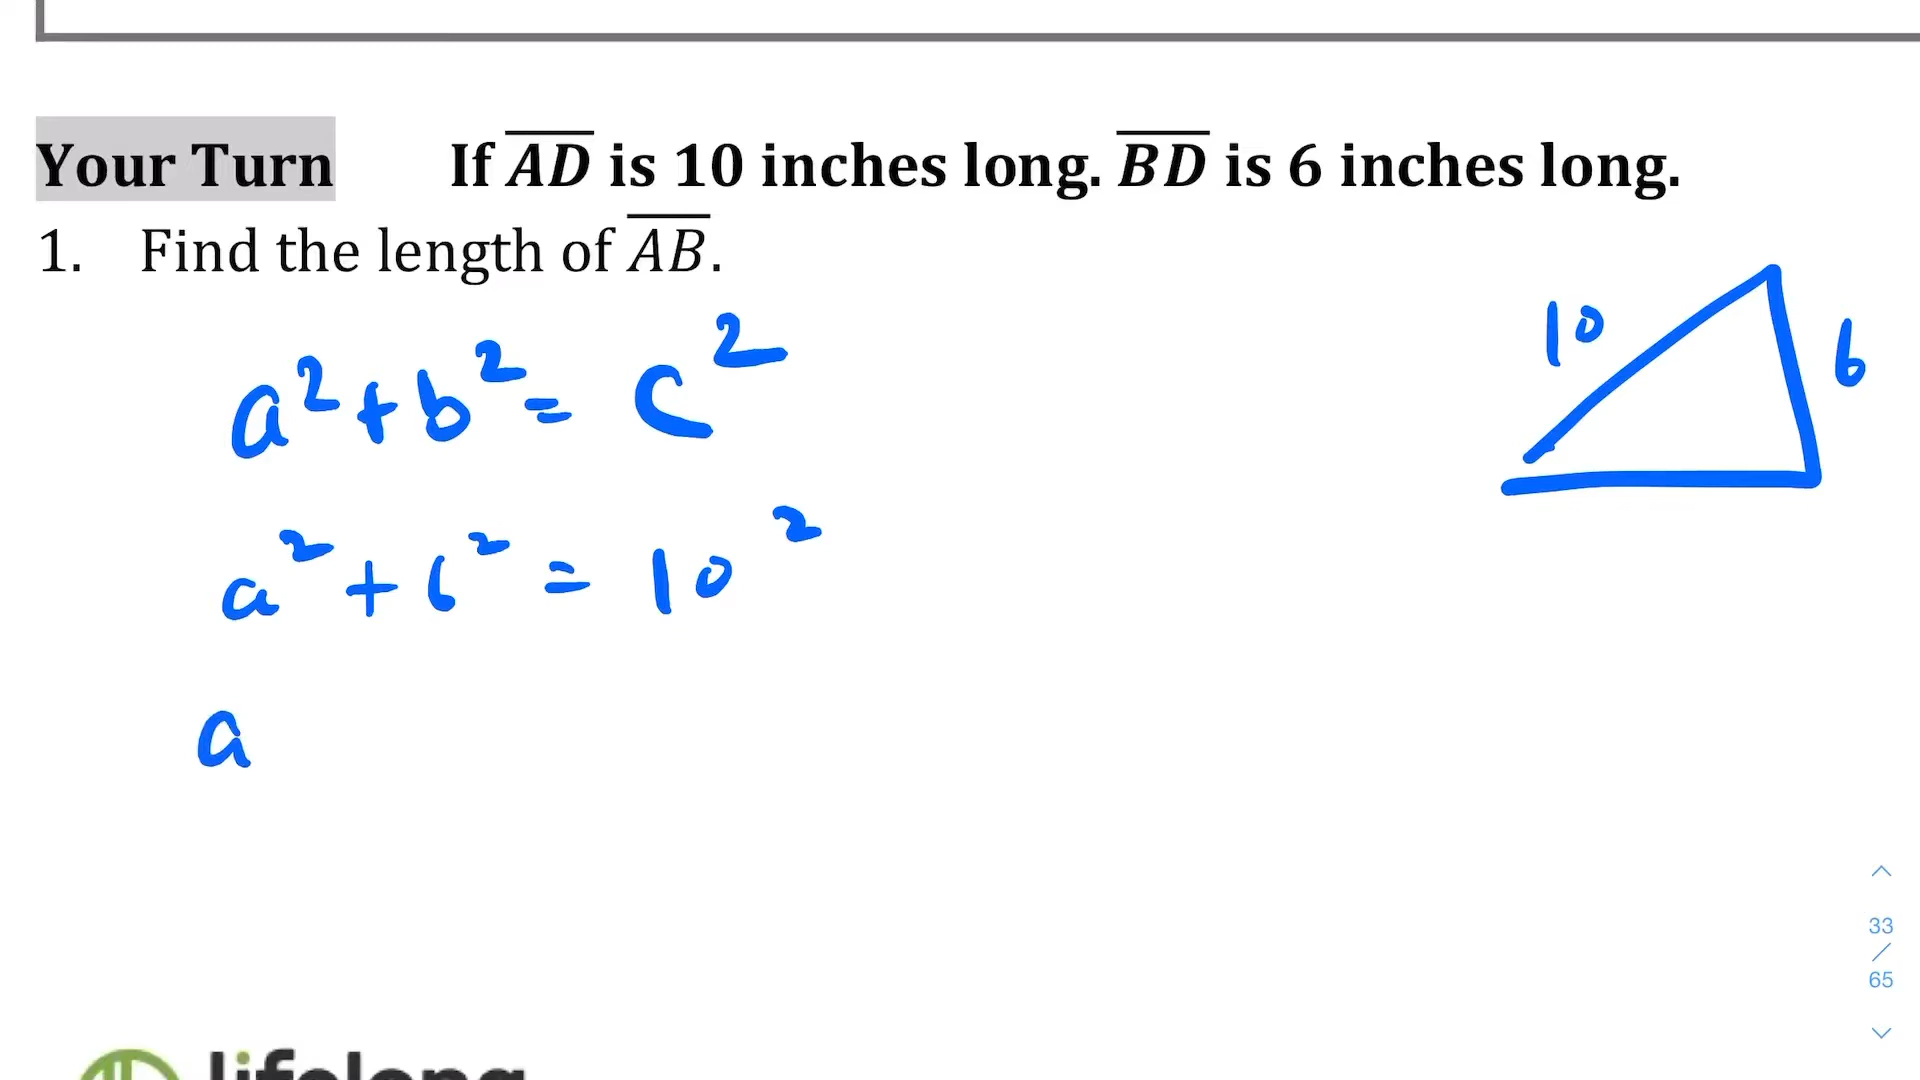 Your Turn If AD is 10 inches long. BD is 6 inches long.
1. Find the length of AB.
10
6
a² + b² = c²
a² + 6² = 10²
a
33
/
65
lifelong